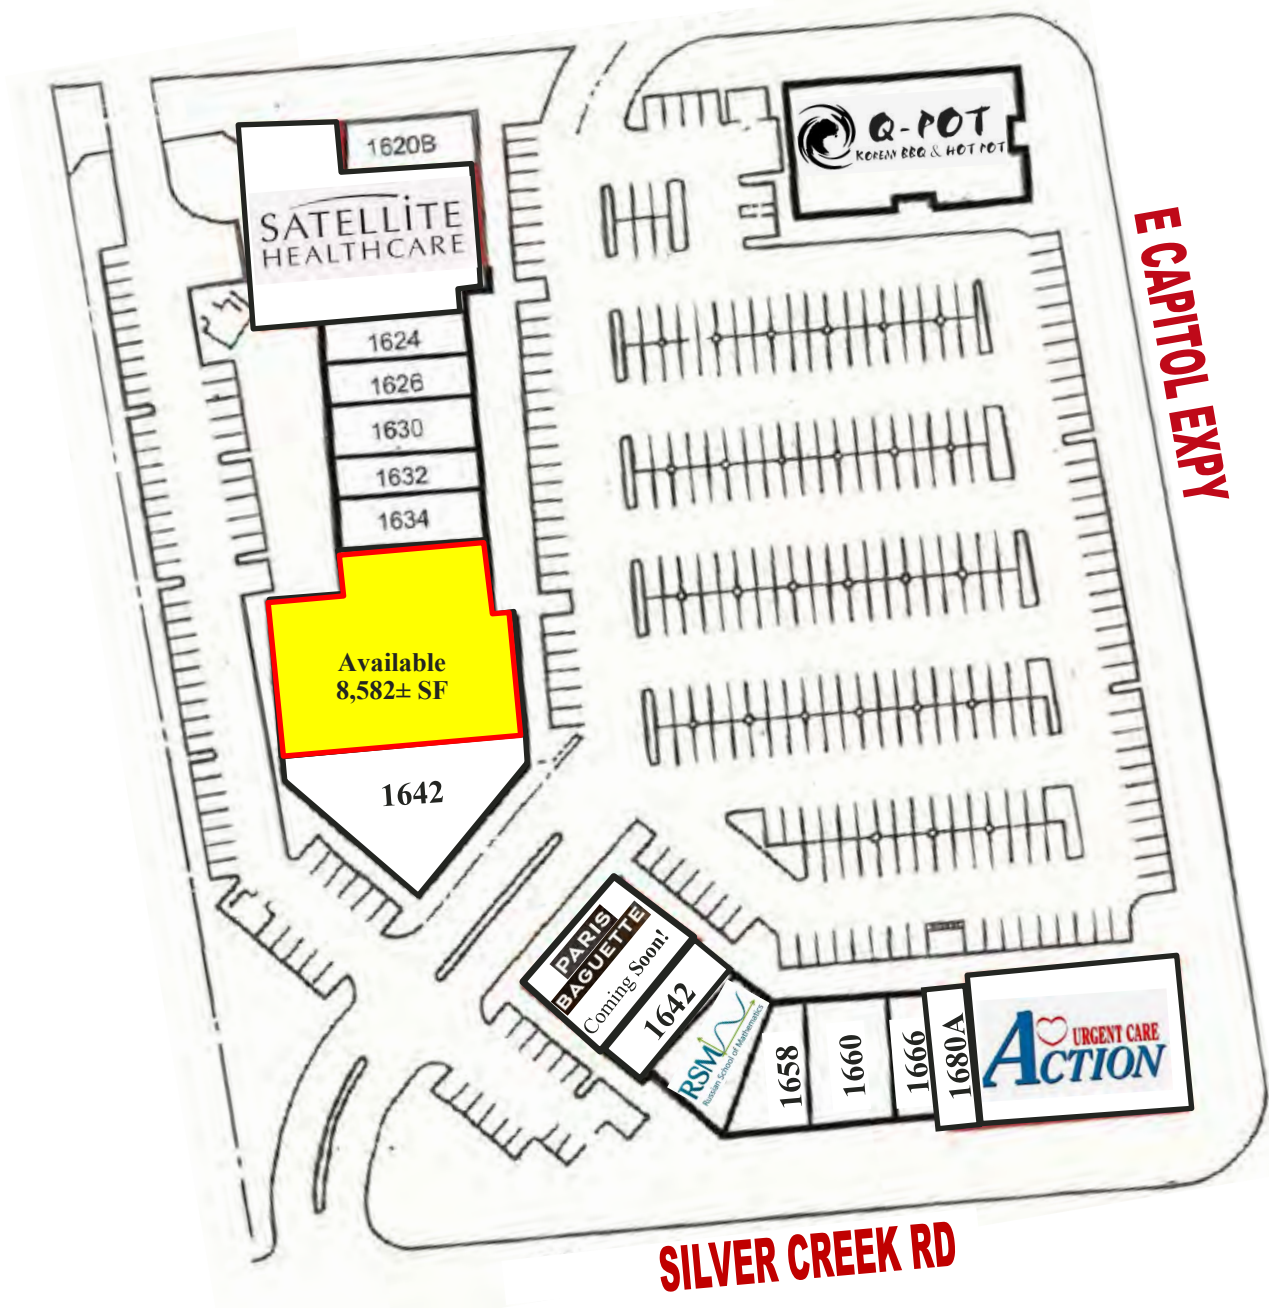 Q-POT
KOREAN BBQ & HOT POT
1620B
SATELLITE
HEALTHCARE
E CAPITOL EXPY
1624
1626
1630
1632
1634
Available
8,582± SF
1642
PARIS
BAGUETTE
Coming Soon!
1642
RSM
Russian School of Mathematics
1658
1660
1666
1680A
ACTION
URGENT CARE
SILVER CREEK RD